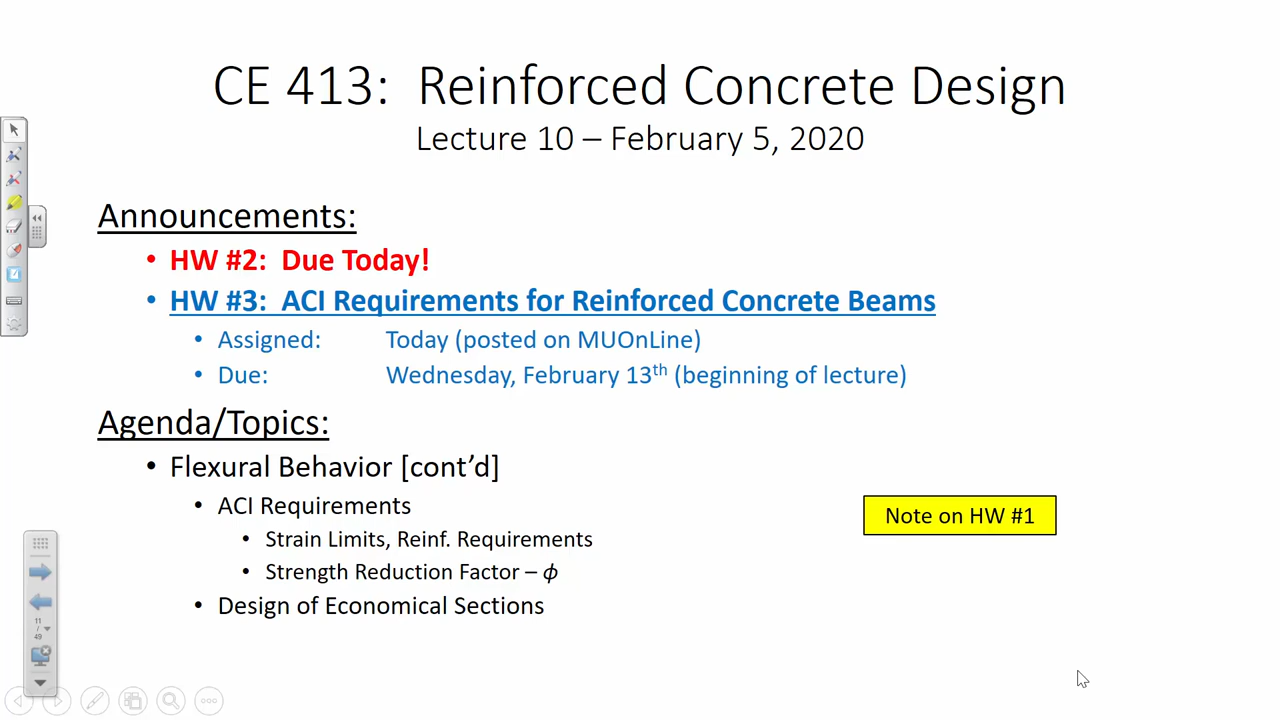 CE 413: Reinforced Concrete Design
Lecture 10 – February 5, 2020
Announcements:
• HW #2: Due Today!
• HW #3: ACI Requirements for Reinforced Concrete Beams
• Assigned: Today (posted on MUOnLine)
• Due: Wednesday, February 13th (beginning of lecture)
Agenda/Topics:
• Flexural Behavior [cont’d]
• ACI Requirements
• Strain Limits, Reinf. Requirements
• Strength Reduction Factor – ϕ
• Design of Economical Sections
Note on HW #1
11
/
49